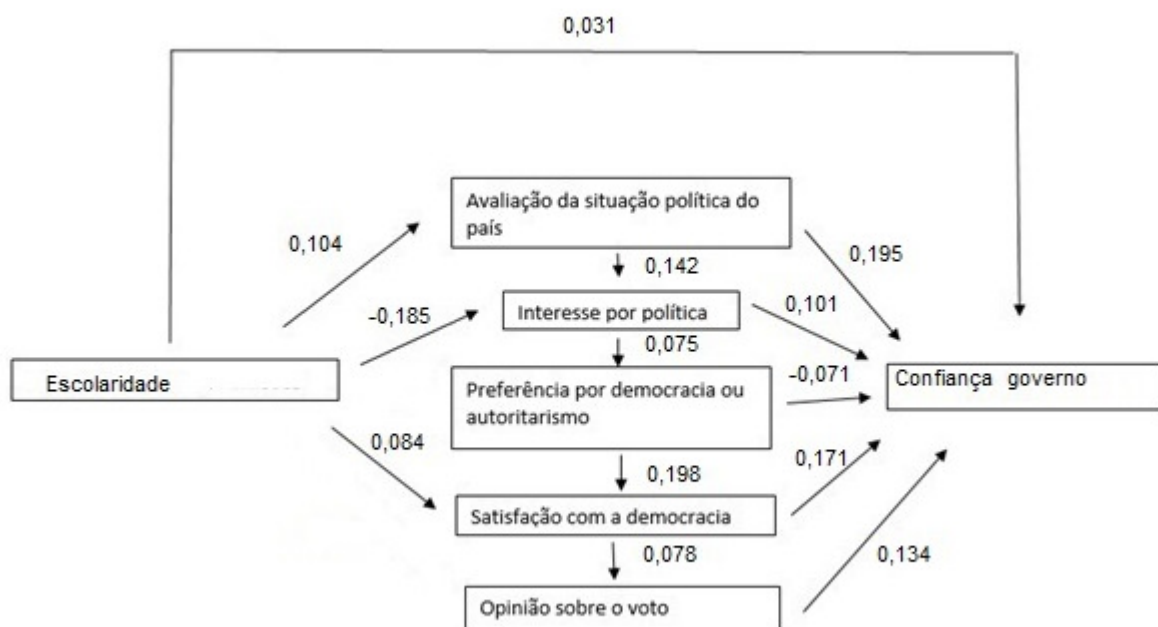 0,031
Avaliação da situação política do
país
0,104
0,195
0,142
-0,185
Interesse por política
0,101
0,075
Escolaridade
Preferência por democracia ou
autoritarismo
-0,071
Confiança governo
0,084
0,198
0,171
Satisfação com a democracia
0,078
0,134
Opinião sobre o voto